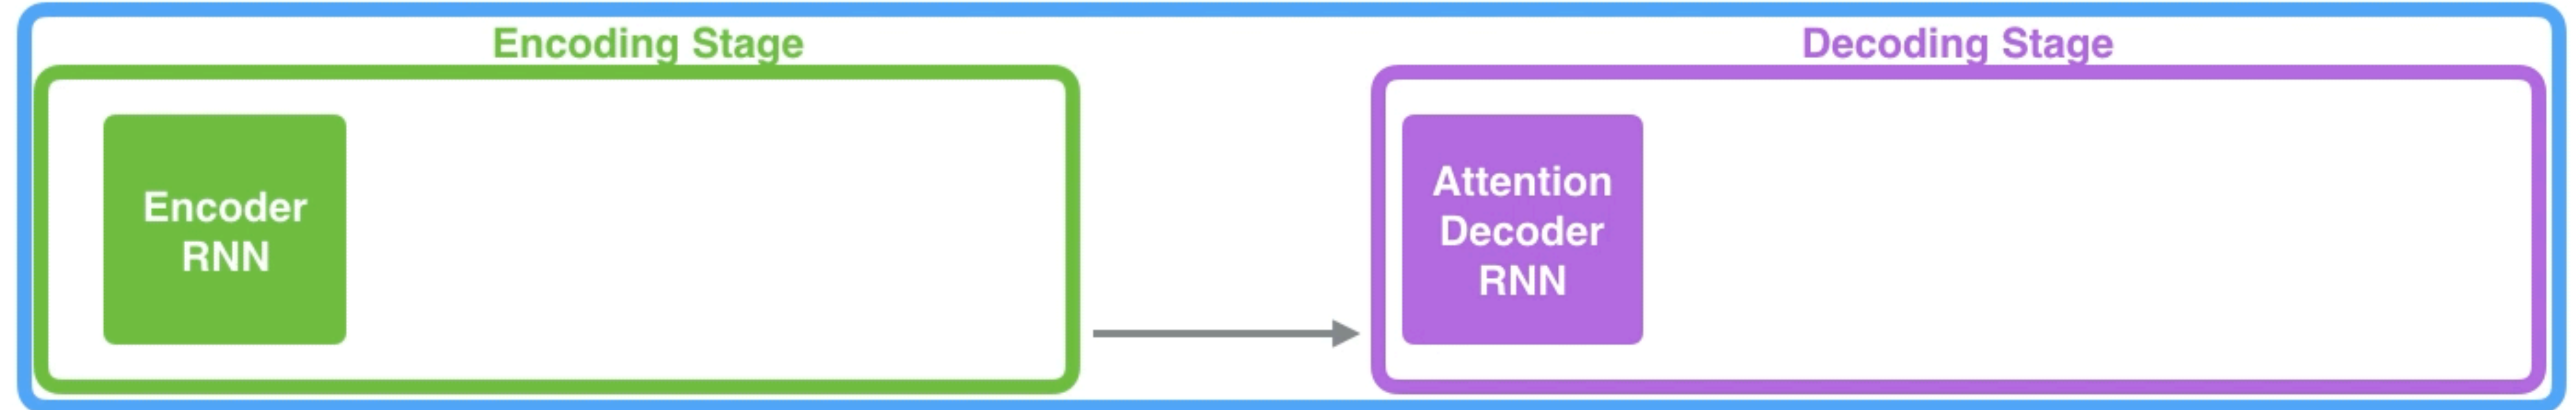 Encoding Stage
Decoding Stage
Encoder
RNN
Attention
Decoder
RNN